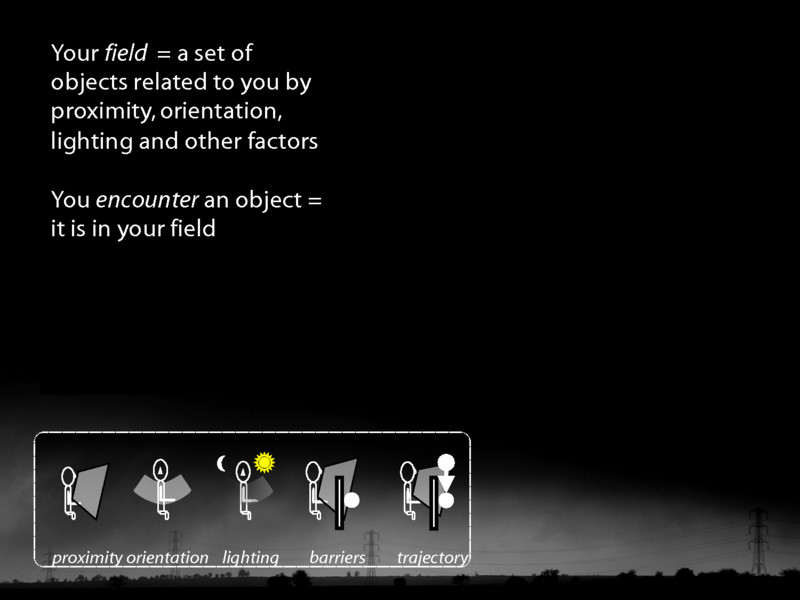 Your field = a set of
objects related to you by
proximity, orientation,
lighting and other factors
You encounter an object =
it is in your field
proximity orientation lighting barriers trajectory